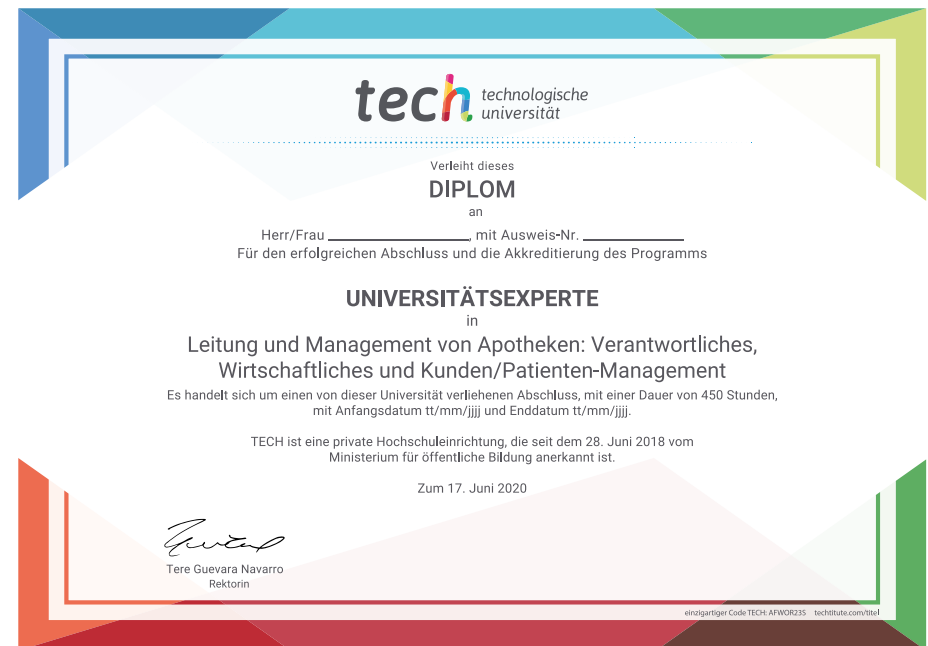 tech technologische
universität
Verleiht dieses
DIPLOM
an
Herr/Frau ____________, mit Ausweis-Nr. ____________
Für den erfolgreichen Abschluss und die Akkreditierung des Programms
UNIVERSITÄTSEXPERTE
in
Leitung und Management von Apotheken: Verantwortliches,
Wirtschaftliches und Kunden/Patienten-Management
Es handelt sich um einen von dieser Universität verliehenen Abschluss, mit einer Dauer von 450 Stunden,
mit Anfangsdatum tt/mm/jjjj und Enddatum tt/mm/jjjj.
TECH ist eine private Hochschuleinrichtung, die seit dem 28. Juni 2018 vom
Ministerium für öffentliche Bildung anerkannt ist.
Zum 17. Juni 2020
Tere Guevara Navarro
Rektorin
einzigartiger Code TECH: AFWOR235 techtitute.com/titel